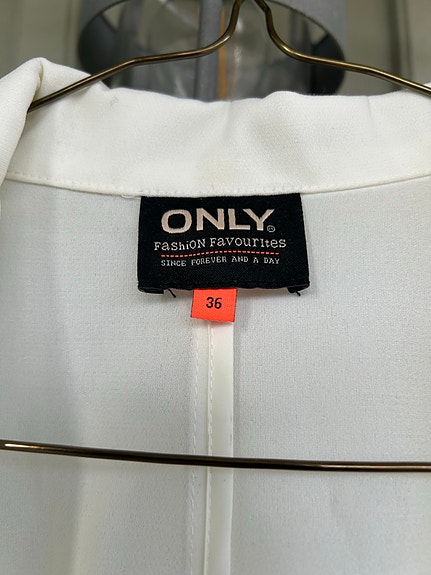 ONLY®
FaShiON FavouriteS
SINCE FOREVER AND A DAY
36